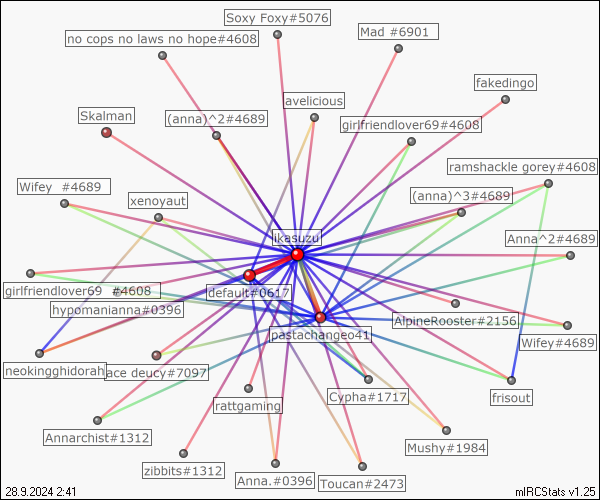 Soxy Foxy#5076
no cops no laws no hope#4608
Mad #6901
fakedingo
Skalman
(anna)^2#4689
avelicious
girlfriendlover69#4608
ramshackle gorey#4608
Wifey #4689
xenoyaut
(anna)^3#4689
ikasuzu
Anna^2#4689
girlfriendlover69 #4608
default#0617
hypomanianna#0396
AlpineRooster#2156
pastachangeo41
Wifey#4689
neokingghidorah
ace deucy#7097
Cypha#1717
frisout
rattgaming
Annarchist#1312
Mushy#1984
zibbits#1312
Anna.#0396
Toucan#2473
28.9.2024 2:41
mIRCStats v1.25